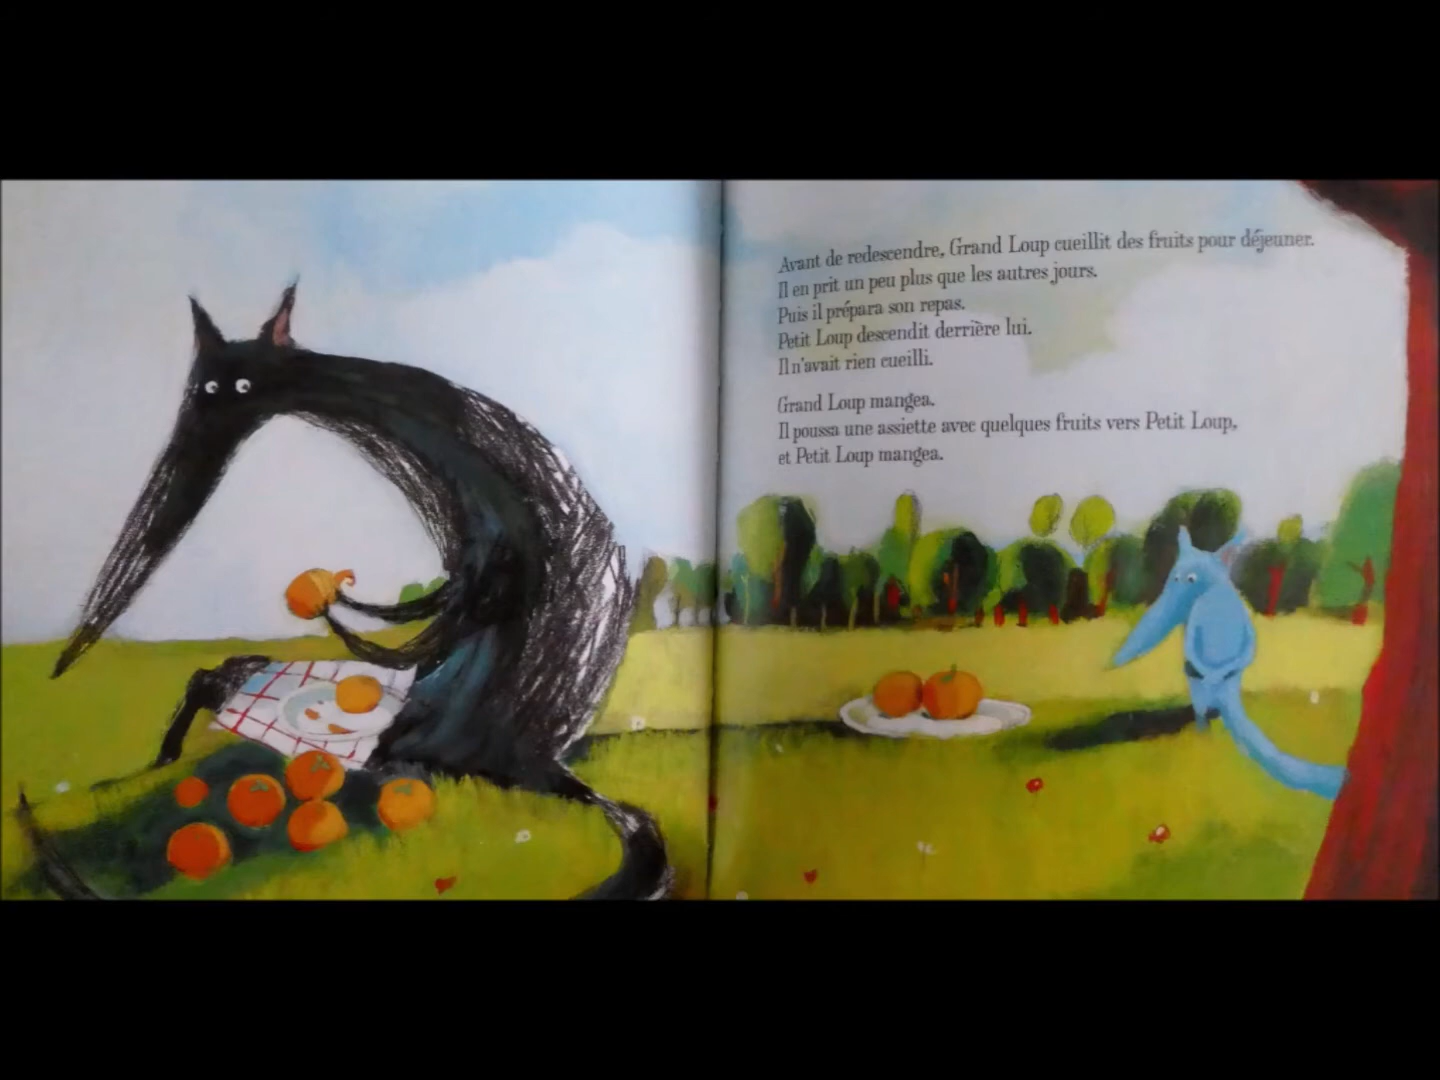 Avant de redescendre, Grand Loup cueillit des fruits pour déjeuner.
Il en prit un peu plus que les autres jours.
Puis il prépara son repas.
Petit Loup descendit derrière lui.
Il n'avait rien cueilli.
Grand Loup mangea.
Il poussa une assiette avec quelques fruits vers Petit Loup,
et Petit Loup mangea.